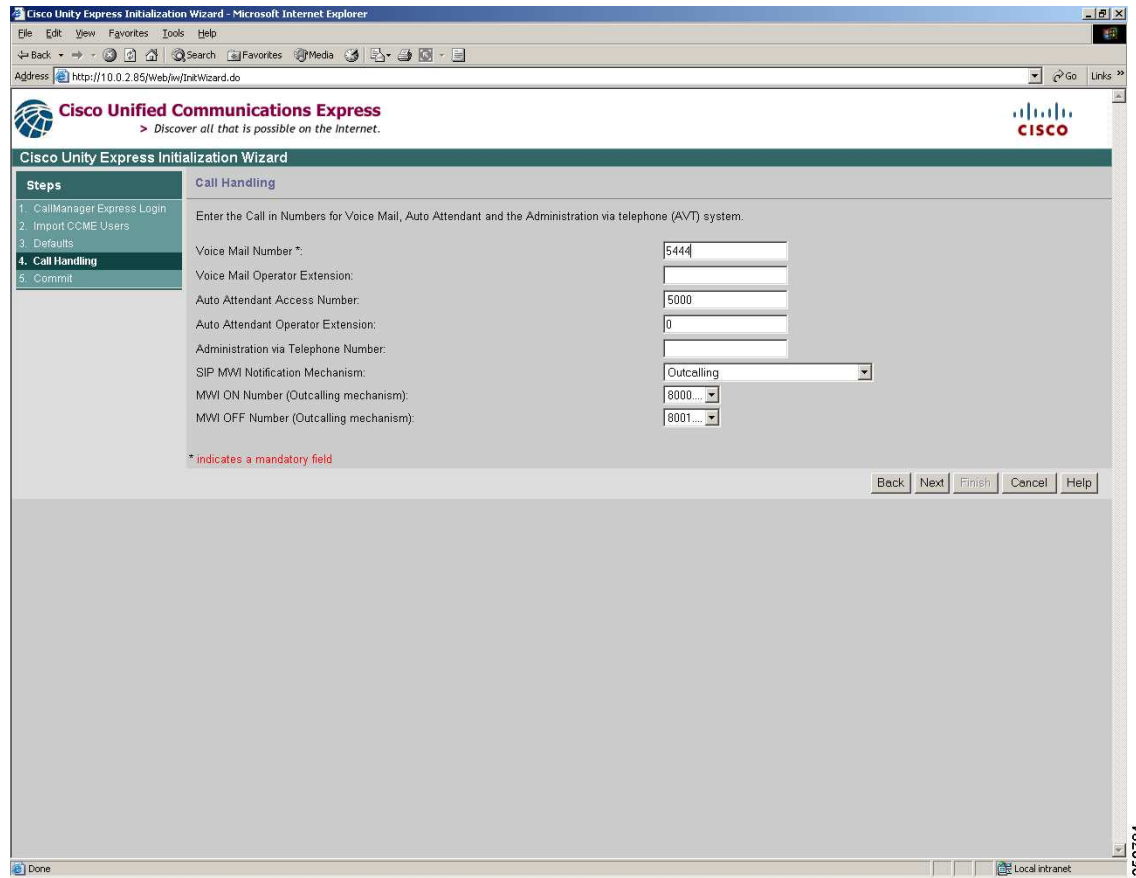 Cisco Unity Express Initialization Wizard - Microsoft Internet Explorer
File Edit View Favorites Tools Help
Back Search Favorites Media
Address http://10.0.2.85/Web/iw/InitWizard.do Go Links »
Cisco Unified Communications Express
> Discover all that is possible on the Internet.
CISCO
Cisco Unity Express Initialization Wizard
Steps
1. CallManager Express Login
2. Import CCME Users
3. Defaults
4. Call Handling
5. Commit
Call Handling
Enter the Call in Numbers for Voice Mail, Auto Attendant and the Administration via telephone (AVT) system.
Voice Mail Number *: 5444
Voice Mail Operator Extension:
Auto Attendant Access Number: 5000
Auto Attendant Operator Extension: 0
Administration via Telephone Number:
SIP MWI Notification Mechanism: Outcalling
MWI ON Number (Outcalling mechanism): 8000....
MWI OFF Number (Outcalling mechanism): 8001....
* indicates a mandatory field
Back Next Finish Cancel Help
Done Local intranet